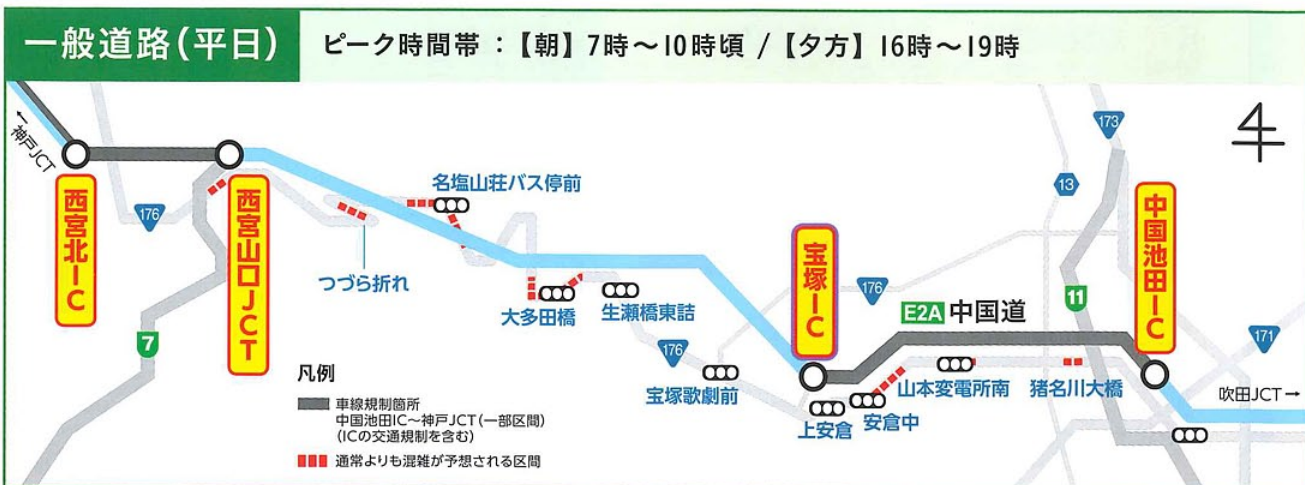 一般道路(平日)
ピーク時間帯：【朝】7時～10時頃 /【夕方】16時～19時
←神戸JCT
西宮北IC
176
西宮山口JCT
7
つづら折れ
名塩山荘バス停前
大多田橋
生瀬橋東詰
176
宝塚歌劇前
宝塚IC
176
上安倉
安倉中
E2A 中国道
山本変電所南
猪名川大橋
13
173
11
中国池田IC
171
吹田JCT→
凡例
車線規制箇所
中国池田IC～神戸JCT(一部区間)
(ICの交通規制を含む)
通常よりも混雑が予想される区間